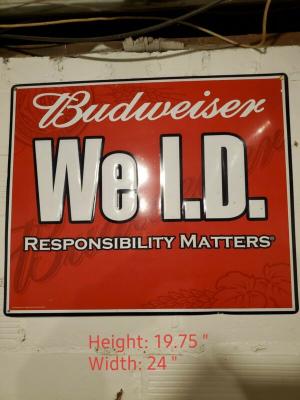 Budweiser
We I.D.
RESPONSIBILITY MATTERS®
Height: 19.75 "
Width: 24 "